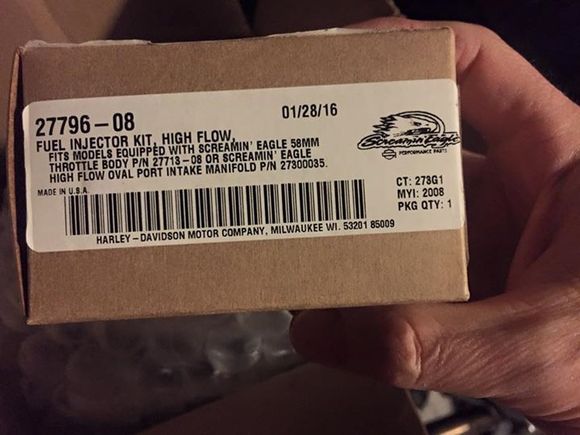 27796-08
01/28/16
FUEL INJECTOR KIT, HIGH FLOW,
FITS MODELS EQUIPPED WITH SCREAMIN' EAGLE 58MM
THROTTLE BODY P/N 27713-08 OR SCREAMIN' EAGLE
HIGH FLOW OVAL PORT INTAKE MANIFOLD P/N 27300035.
Screamin' Eagle
PERFORMANCE PARTS
MADE IN U.S.A.
CT: 273G1
MYI: 2008
PKG QTY: 1
HARLEY-DAVIDSON MOTOR COMPANY, MILWAUKEE WI. 53201 85009